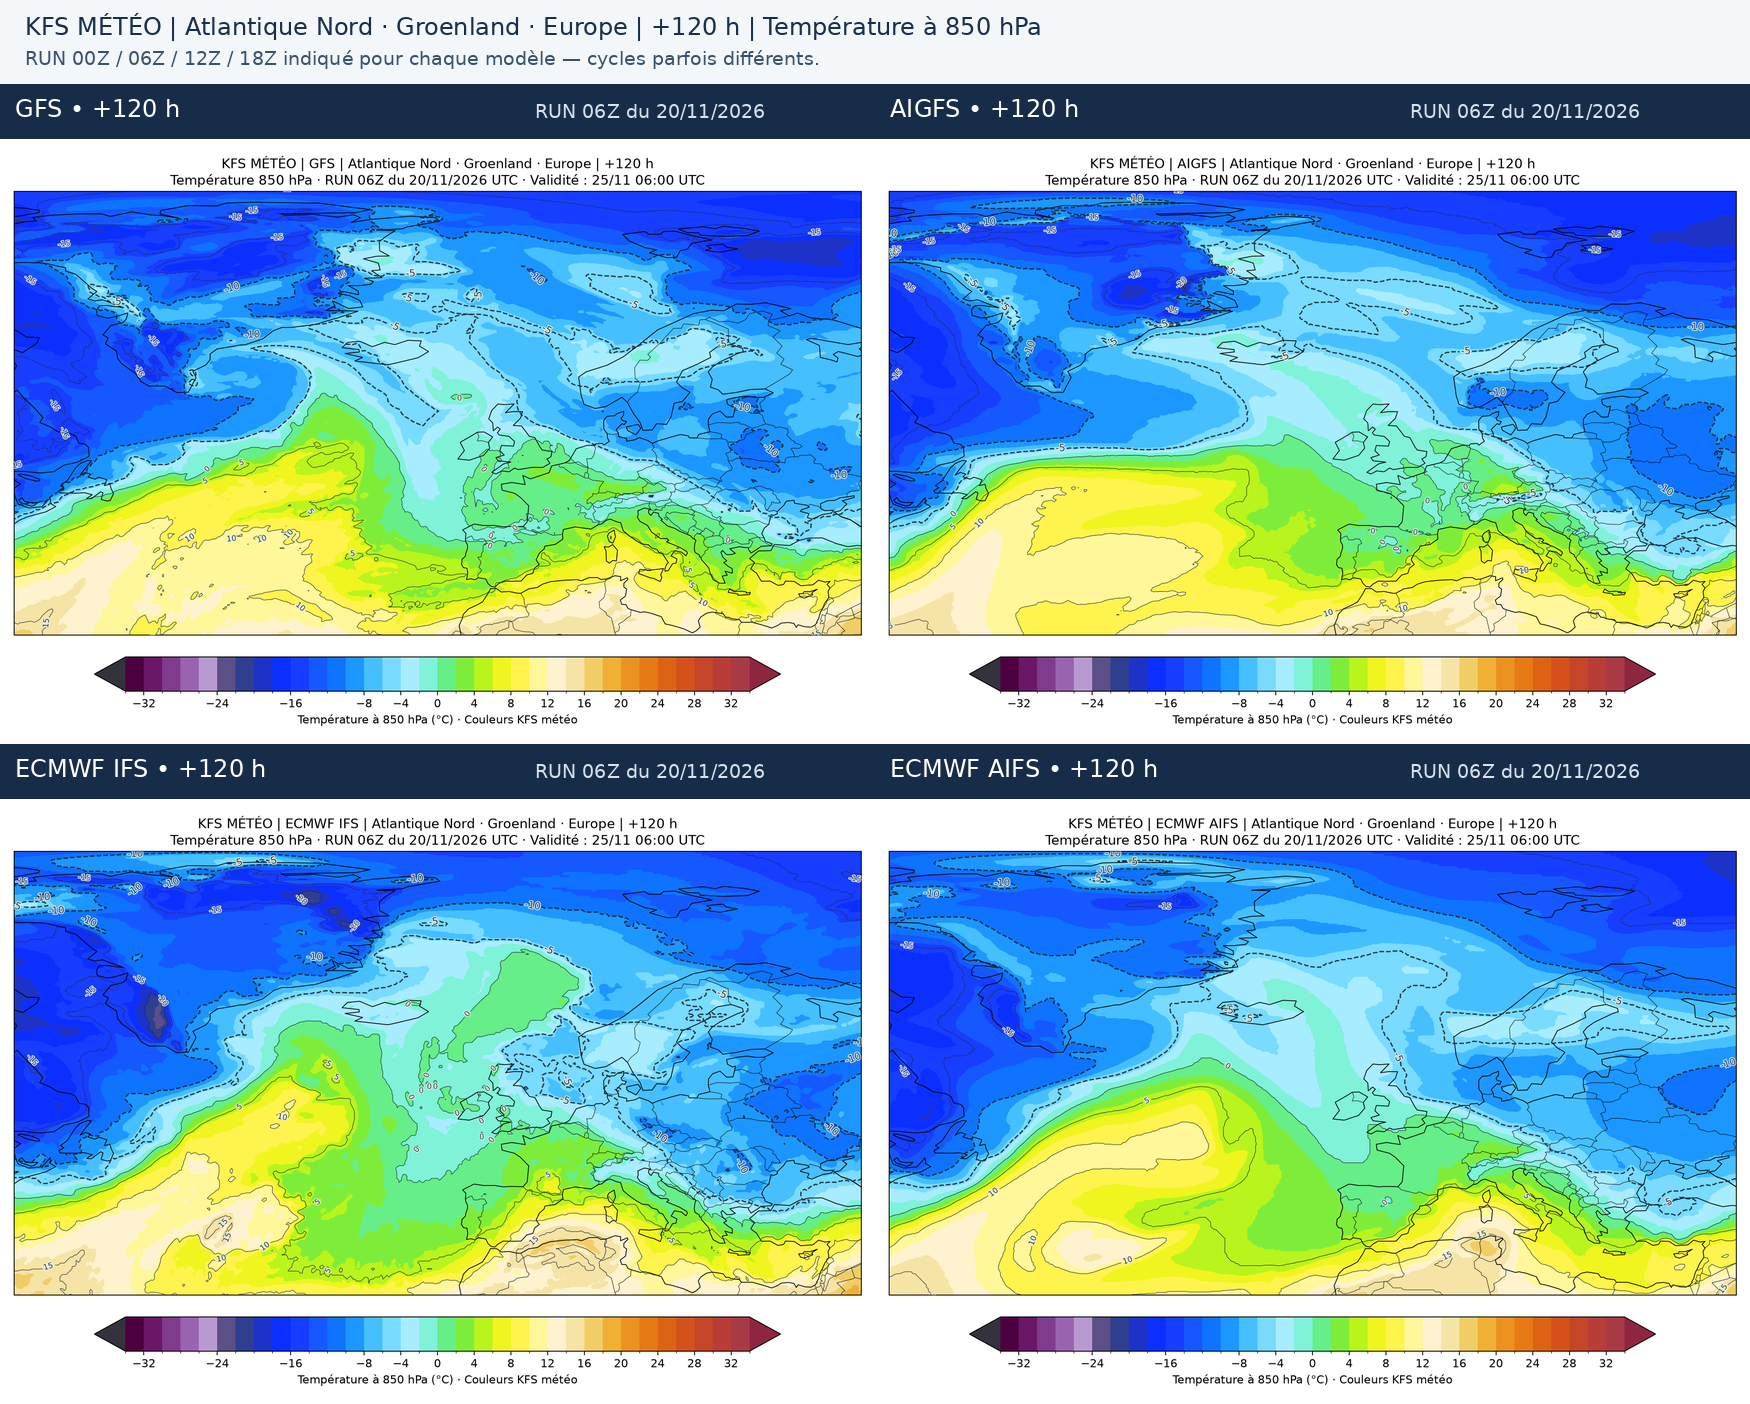 KFS MÉTÉO | Atlantique Nord · Groenland · Europe | +120 h | Température à 850 hPa
RUN 00Z / 06Z / 12Z / 18Z indiqué pour chaque modèle — cycles parfois différents.
GFS • +120 h
RUN 06Z du 20/11/2026
AIGFS • +120 h
RUN 06Z du 20/11/2026
KFS MÉTÉO | GFS | Atlantique Nord · Groenland · Europe | +120 h
Température 850 hPa · RUN 06Z du 20/11/2026 UTC · Validité : 25/11 06:00 UTC
KFS MÉTÉO | AIGFS | Atlantique Nord · Groenland · Europe | +120 h
Température 850 hPa · RUN 06Z du 20/11/2026 UTC · Validité : 25/11 06:00 UTC
−32 −24 −16 −8 −4 0 4 8 12 16 20 24 28 32
Température à 850 hPa (°C) · Couleurs KFS météo
−32 −24 −16 −8 −4 0 4 8 12 16 20 24 28 32
Température à 850 hPa (°C) · Couleurs KFS météo
ECMWF IFS • +120 h
RUN 06Z du 20/11/2026
ECMWF AIFS • +120 h
RUN 06Z du 20/11/2026
KFS MÉTÉO | ECMWF IFS | Atlantique Nord · Groenland · Europe | +120 h
Température 850 hPa · RUN 06Z du 20/11/2026 UTC · Validité : 25/11 06:00 UTC
KFS MÉTÉO | ECMWF AIFS | Atlantique Nord · Groenland · Europe | +120 h
Température 850 hPa · RUN 06Z du 20/11/2026 UTC · Validité : 25/11 06:00 UTC
−32 −24 −16 −8 −4 0 4 8 12 16 20 24 28 32
Température à 850 hPa (°C) · Couleurs KFS météo
−32 −24 −16 −8 −4 0 4 8 12 16 20 24 28 32
Température à 850 hPa (°C) · Couleurs KFS météo